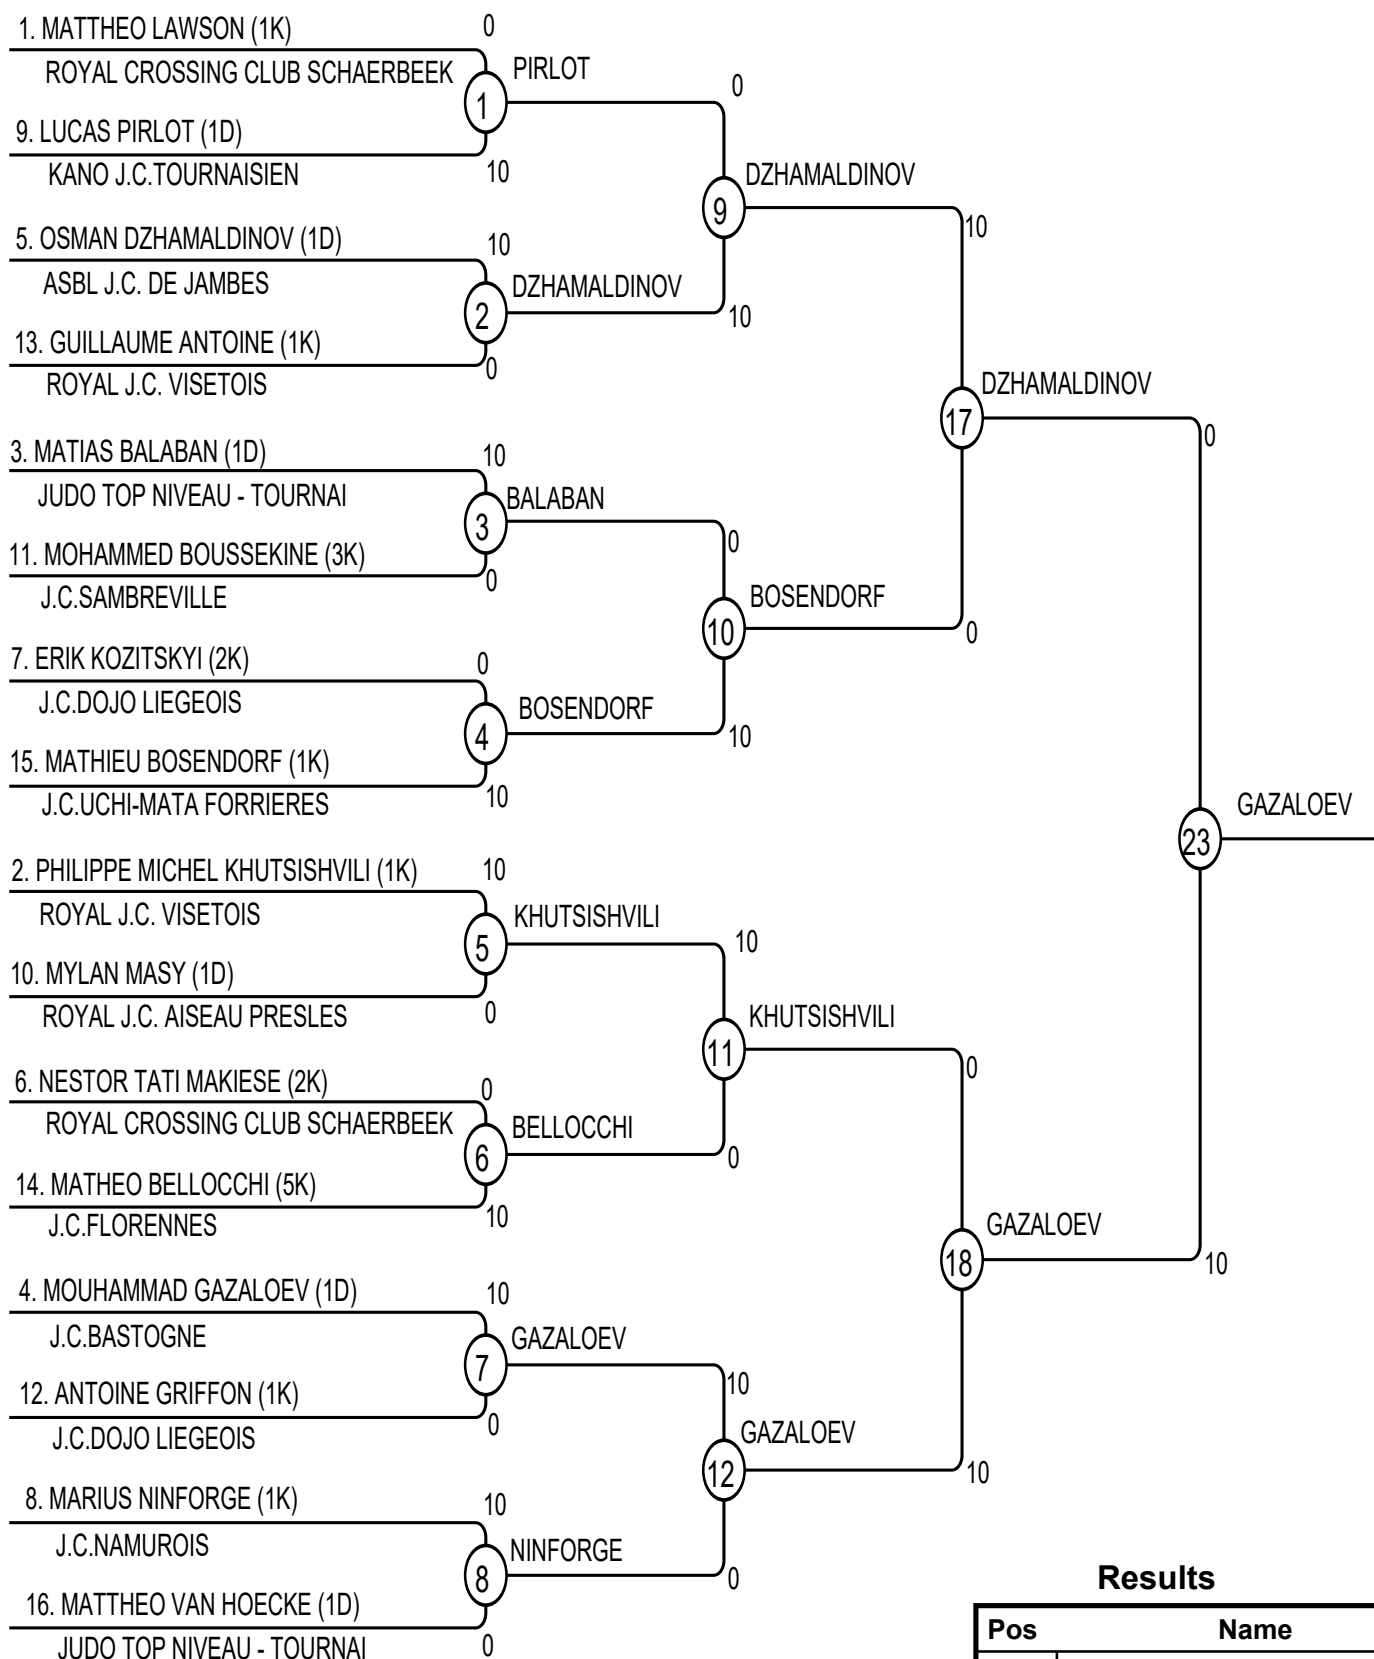 1. MATTHEO LAWSON (1K)
0
ROYAL CROSSING CLUB SCHAERBEEK
1
PIRLOT
0
9. LUCAS PIRLOT (1D)
10
KANO J.C.TOURNAISIEN
9
DZHAMALDINOV
10
5. OSMAN DZHAMALDINOV (1D)
10
ASBL J.C. DE JAMBES
2
DZHAMALDINOV
10
13. GUILLAUME ANTOINE (1K)
0
ROYAL J.C. VISETOIS
17
DZHAMALDINOV
0
3. MATIAS BALABAN (1D)
10
JUDO TOP NIVEAU - TOURNAI
3
BALABAN
0
11. MOHAMMED BOUSSEKINE (3K)
0
J.C.SAMBREVILLE
10
BOSENDORF
0
7. ERIK KOZITSKYI (2K)
0
J.C.DOJO LIEGEOIS
4
BOSENDORF
10
15. MATHIEU BOSENDORF (1K)
10
J.C.UCHI-MATA FORRIERES
23
GAZALOEV
2. PHILIPPE MICHEL KHUTSISHVILI (1K)
10
ROYAL J.C. VISETOIS
5
KHUTSISHVILI
10
10. MYLAN MASY (1D)
0
ROYAL J.C. AISEAU PRESLES
11
KHUTSISHVILI
0
6. NESTOR TATI MAKIESE (2K)
0
ROYAL CROSSING CLUB SCHAERBEEK
6
BELLOCCHI
0
14. MATHEO BELLOCCHI (5K)
10
J.C.FLORENNES
18
GAZALOEV
10
4. MOUHAMMAD GAZALOEV (1D)
10
J.C.BASTOGNE
7
GAZALOEV
10
12. ANTOINE GRIFFON (1K)
0
J.C.DOJO LIEGEOIS
12
GAZALOEV
10
8. MARIUS NINFORGE (1K)
10
J.C.NAMUROIS
8
NINFORGE
0
16. MATTHEO VAN HOECKE (1D)
0
JUDO TOP NIVEAU - TOURNAI
Results
Pos Name